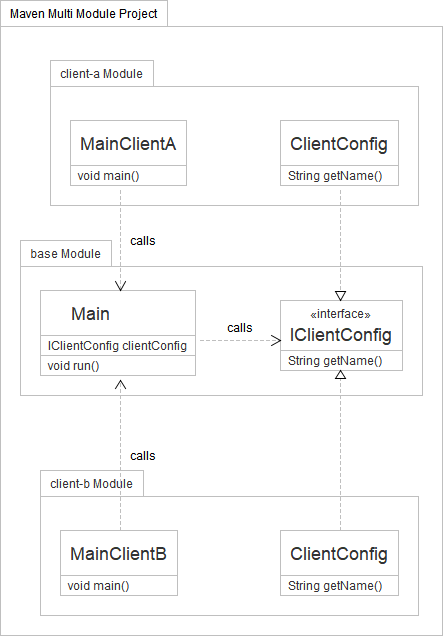 Maven Multi Module Project
client-a Module
MainClientA
void main()
ClientConfig
String getName()
calls
base Module
Main
IClientConfig clientConfig
void run()
calls
«interface»
IClientConfig
String getName()
calls
client-b Module
MainClientB
void main()
ClientConfig
String getName()